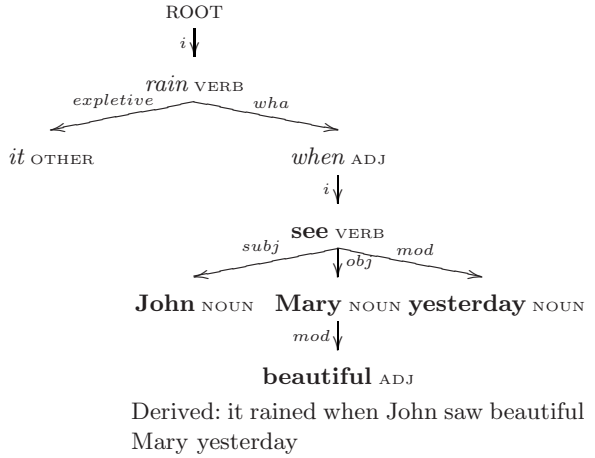 ROOT
i
rain VERB
expletive wha
it OTHER when ADJ
i
see VERB
subj obj mod
John NOUN Mary NOUN yesterday NOUN
mod
beautiful ADJ
Derived: it rained when John saw beautiful
Mary yesterday